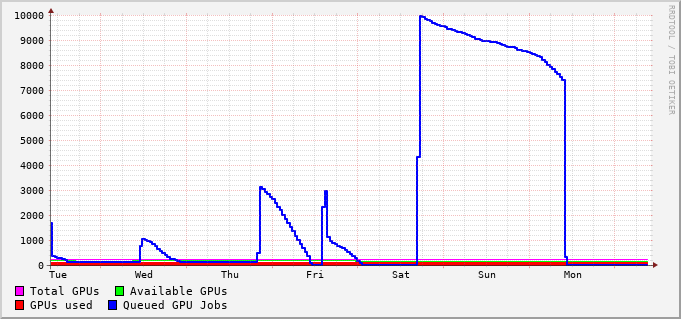 10000
9000
8000
7000
6000
5000
4000
3000
2000
1000
0
Tue Wed Thu Fri Sat Sun Mon
Total GPUs Available GPUs
GPUs used Queued GPU Jobs
RRDTOOL / TOBI OETIKER